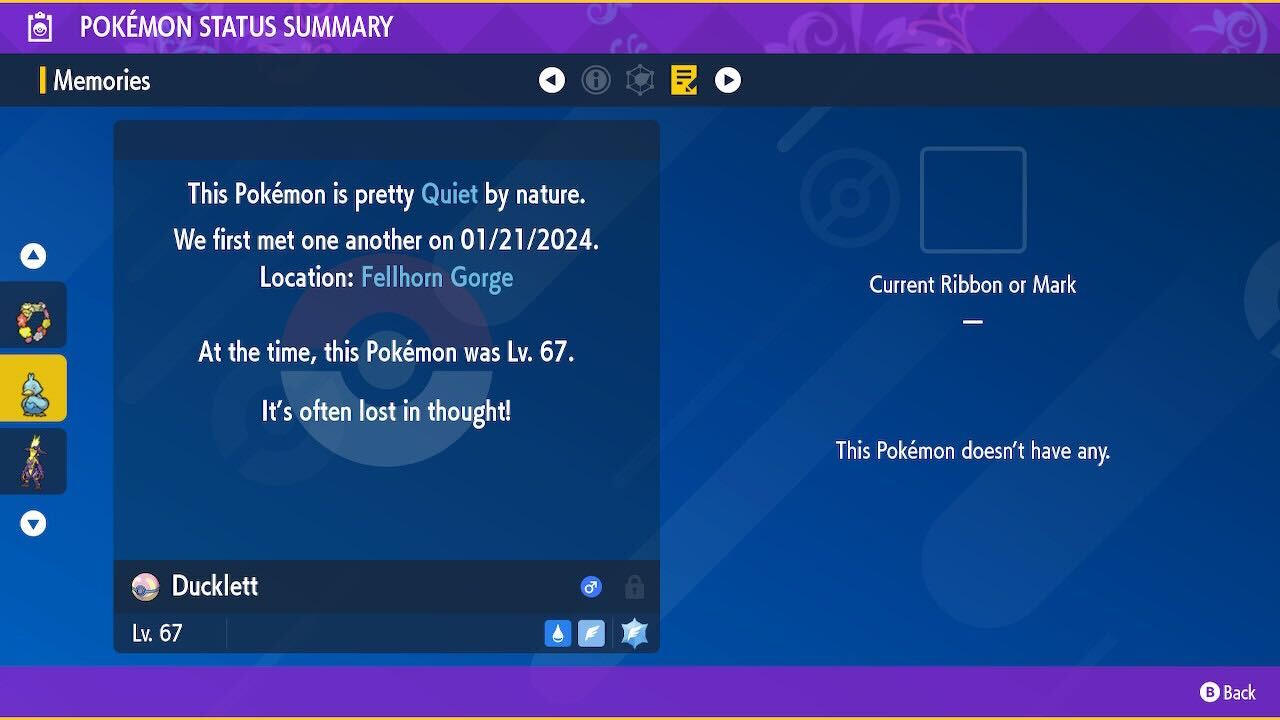 POKÉMON STATUS SUMMARY
Memories
This Pokémon is pretty Quiet by nature.
We first met one another on 01/21/2024.
Location: Fellhorn Gorge
At the time, this Pokémon was Lv. 67.
It's often lost in thought!
Ducklett
Lv. 67
Current Ribbon or Mark
—
This Pokémon doesn't have any.
B Back